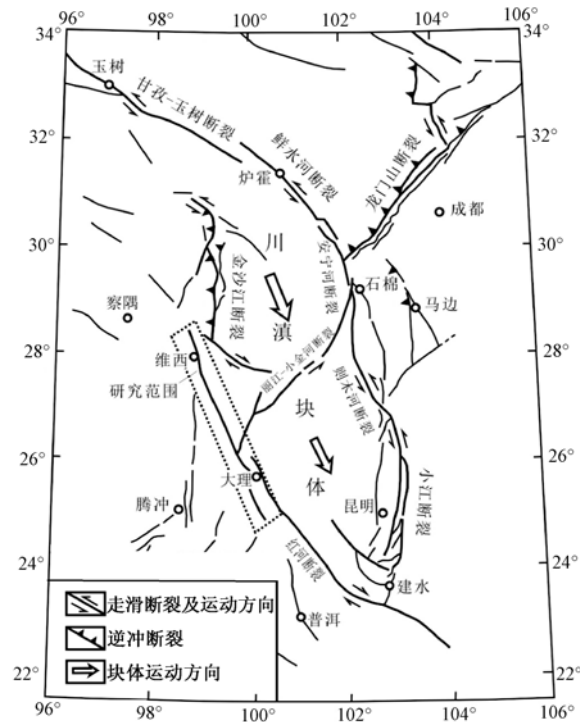 96°
98°
100°
102°
104°
106°
34°
34°
玉树
甘孜-玉树断裂
鲜水河断裂
炉霍
龙门山断裂
32°
32°
成都
川
30°
30°
金沙江断裂
安宁河断裂
石棉
马边
察隅
滇
28°
28°
维西
研究范围
丽江-小金河断裂
则木河断裂
块
26°
26°
大理
体
腾冲
昆明
小江断裂
24°
24°
红河断裂
建水
普洱
走滑断裂及运动方向
逆冲断裂
块体运动方向
22°
22°
96°
98°
100°
102°
104°
106°